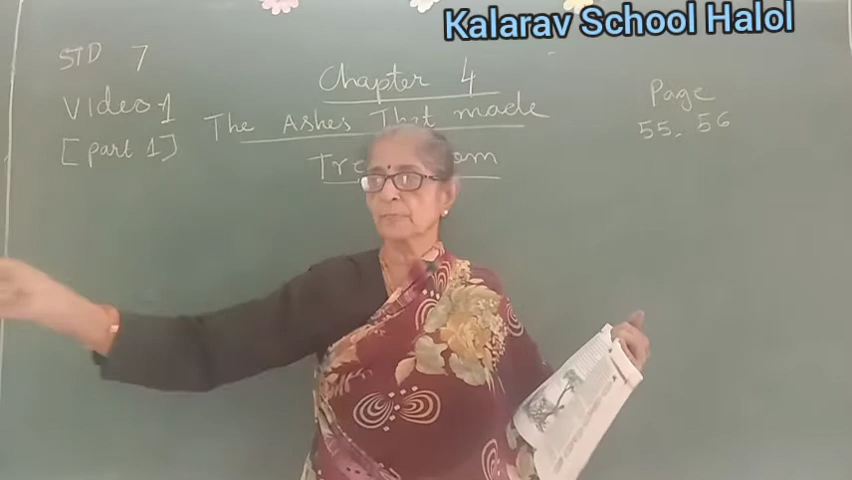 Kalarav School Halol
STD 7
Video-1
[part 1]
Chapter 4
The Ashes That made
Page
55, 56